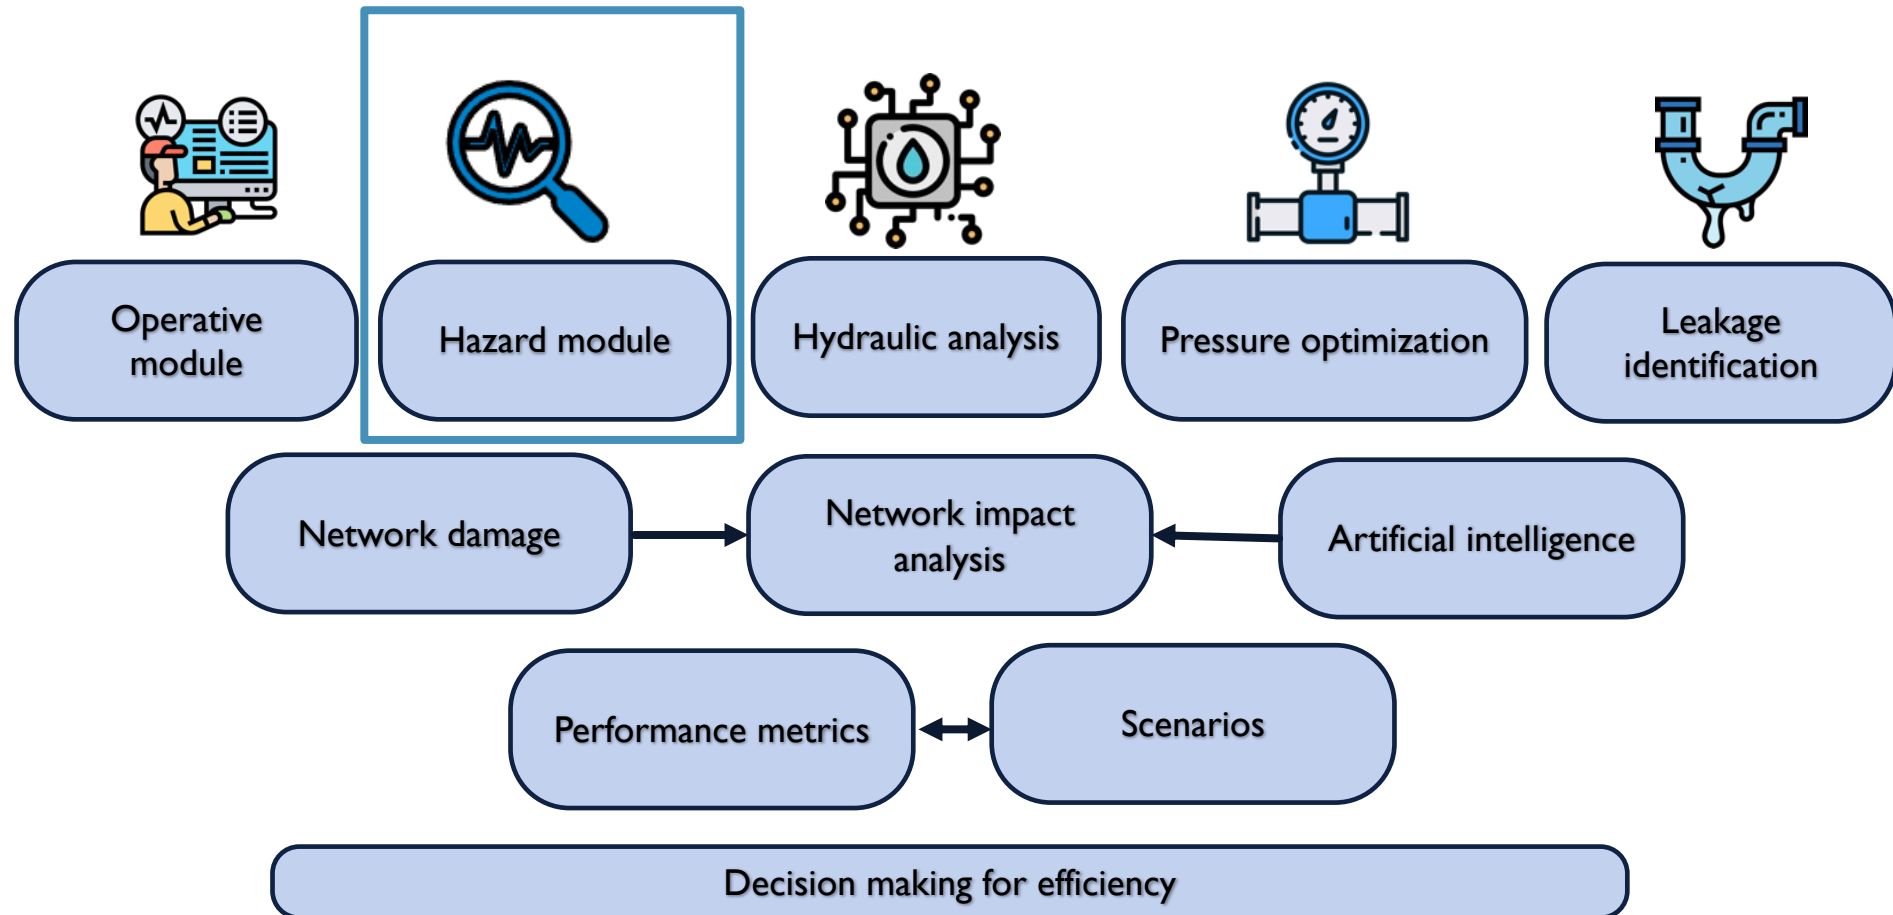 Operative
module
Hazard module
Hydraulic analysis
Pressure optimization
Leakage
identification
Network damage
Network impact
analysis
Artificial intelligence
Performance metrics
Scenarios
Decision making for efficiency